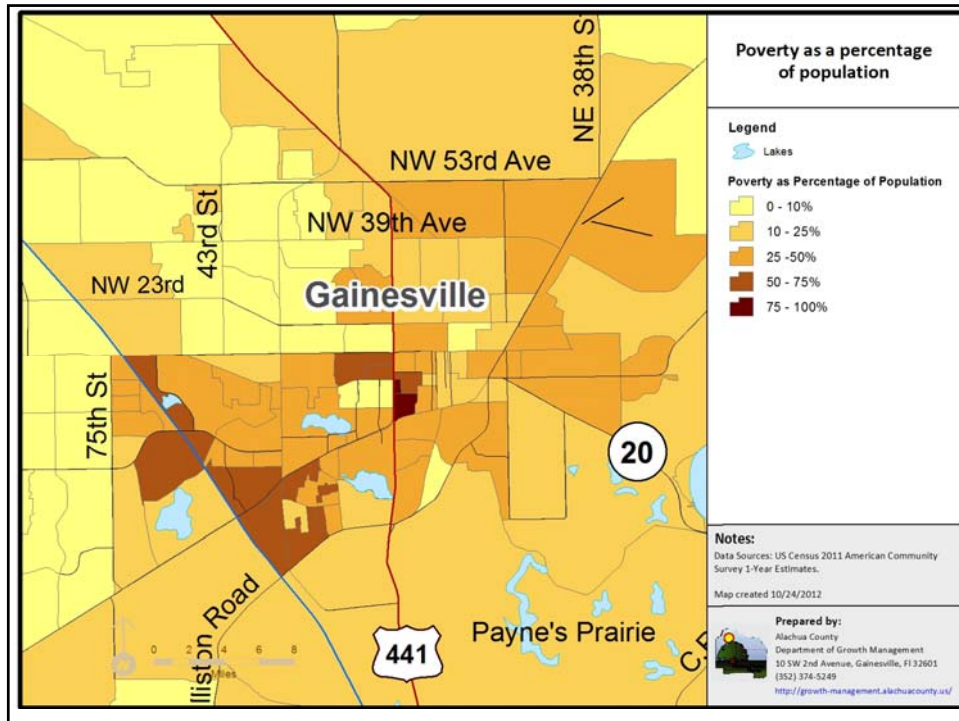 Poverty as a percentage
of population
Legend
Lakes
Poverty as Percentage of Population
0 - 10%
10 - 25%
25 -50%
50 - 75%
75 - 100%
NE 38th S
NW 53rd Ave
43rd St
NW 39th Ave
NW 23rd
Gainesville
75th St
20
lliston Road
0 2 4 6 8
Miles
441
Payne's Prairie
Notes:
Data Sources: US Census 2011 American Community
Survey 1-Year Estimates.
Map created 10/24/2012
Prepared by:
Alachua County
Department of Growth Management
10 SW 2nd Avenue, Gainesville, Fl 32601
(352) 374-5249
http://growth-management.alachuacounty.us/